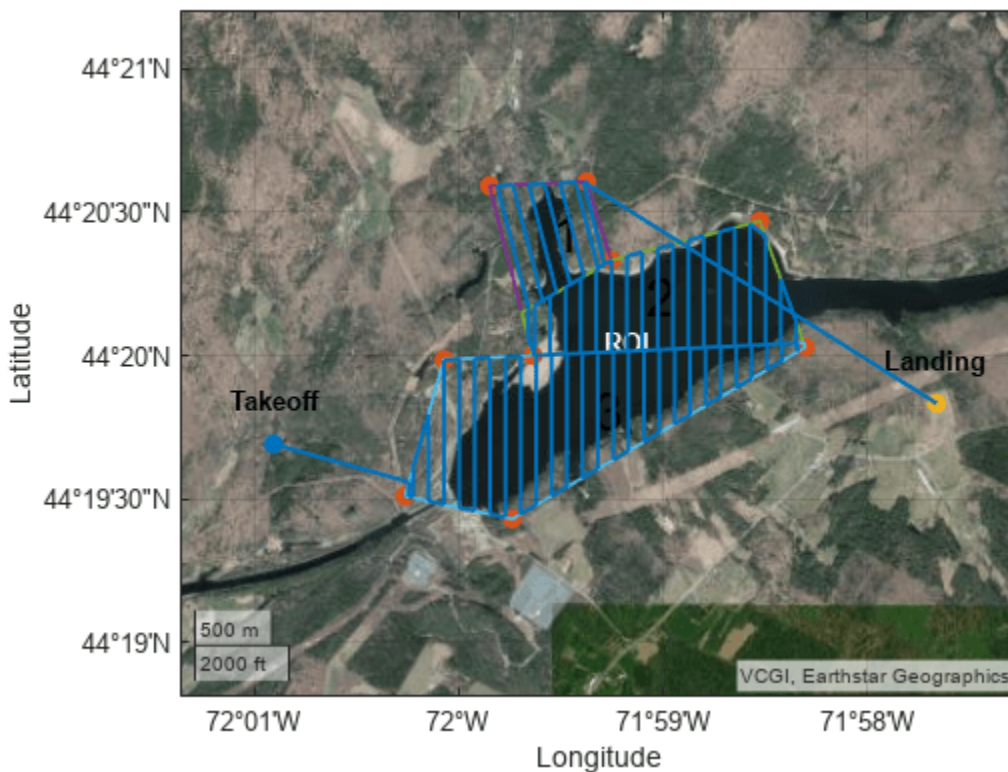 44°21'N
44°20'30"N
44°20'N
44°19'30"N
44°19'N
Latitude
1
2
ROI
3
Takeoff
Landing
500 m
2000 ft
VCGI, Earthstar Geographics
72°01'W
72°W
71°59'W
71°58'W
Longitude